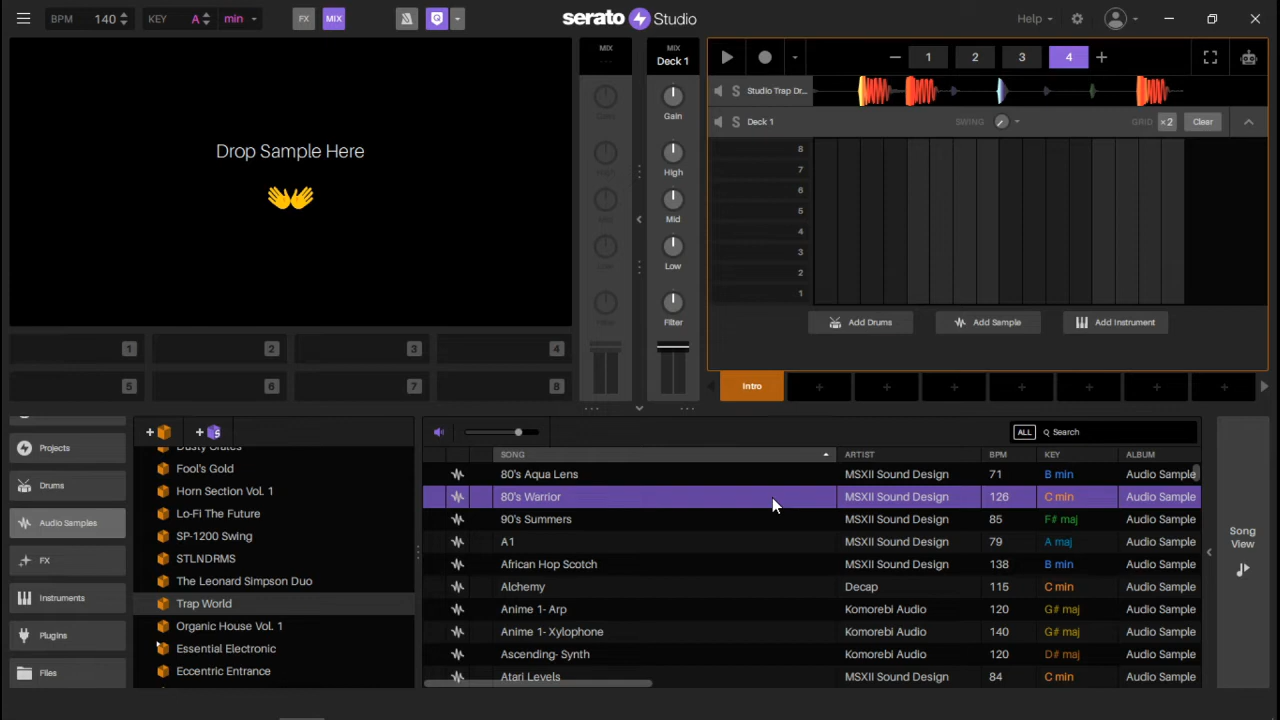 BPM 140 KEY A min FX MIX serato Studio Help
MIX MIX
--- Deck 1
1 2 3 4
Drop Sample Here
Gain Gain
High High
Mid Mid
Low Low
Filter Filter
Studio Trap Dr...
Deck 1 SWING GRID ×2 Clear
8
7
6
5
4
3
2
1
Add Drums Add Sample Add Instrument
1 2 3 4
5 6 7 8
Intro + + + + + + +
Projects
Drums
Audio Samples
FX
Instruments
Plugins
Files
+ +
Dusty Crates
Fool's Gold
Horn Section Vol. 1
Lo-Fi The Future
SP-1200 Swing
STLNDRMS
The Leonard Simpson Duo
Trap World
Organic House Vol. 1
Essential Electronic
Eccentric Entrance
ALL Search
SONG ARTIST BPM KEY ALBUM
80's Aqua Lens MSXII Sound Design 71 B min Audio Sample
80's Warrior MSXII Sound Design 126 C min Audio Sample
90's Summers MSXII Sound Design 85 F# maj Audio Sample
A1 MSXII Sound Design 79 A maj Audio Sample
African Hop Scotch MSXII Sound Design 138 B min Audio Sample
Alchemy Decap 115 C min Audio Sample
Anime 1- Arp Komorebi Audio 120 G# maj Audio Sample
Anime 1- Xylophone Komorebi Audio 140 G# maj Audio Sample
Ascending- Synth Komorebi Audio 120 D# maj Audio Sample
Atari Levels MSXII Sound Design 84 C min Audio Sample
Song
View